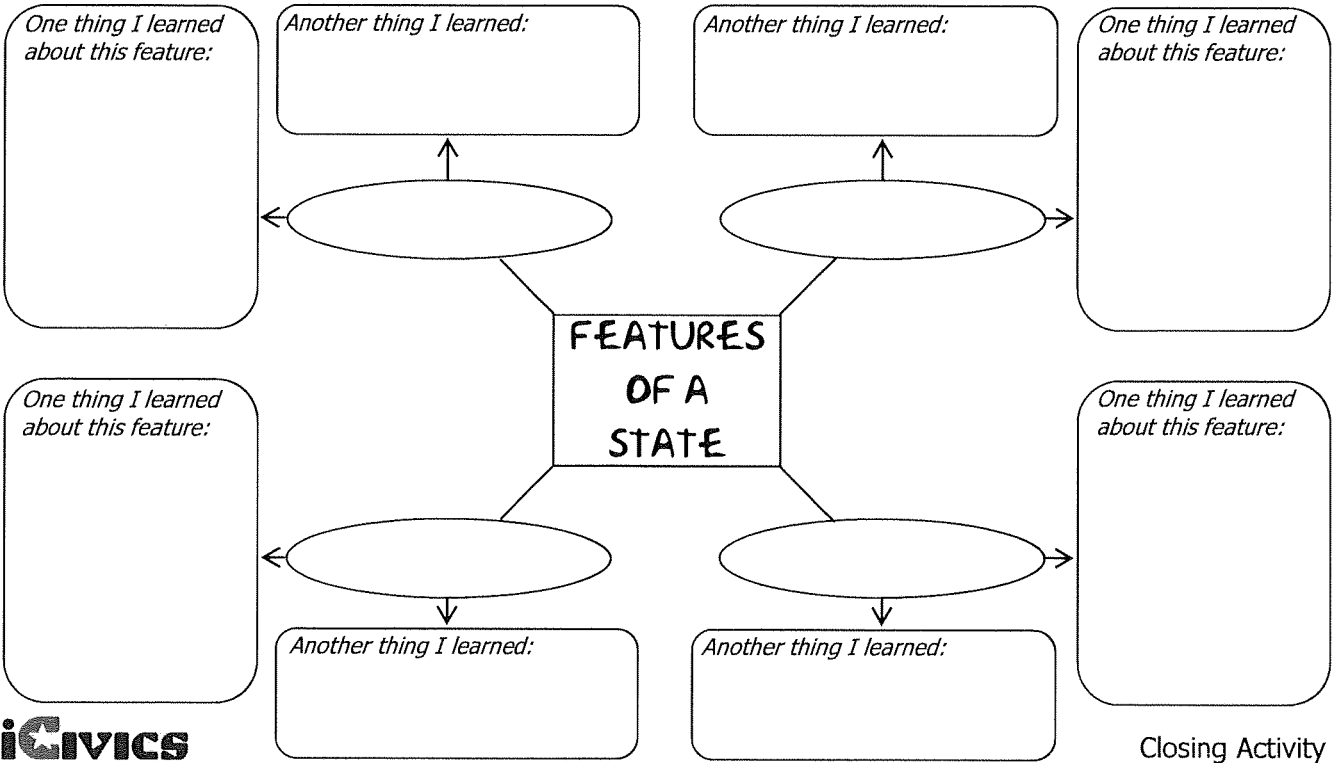 One thing I learned
about this feature:
Another thing I learned:
Another thing I learned:
One thing I learned
about this feature:
FEATURES
OF A
STATE
One thing I learned
about this feature:
One thing I learned
about this feature:
Another thing I learned:
Another thing I learned:
iCIVICS
Closing Activity